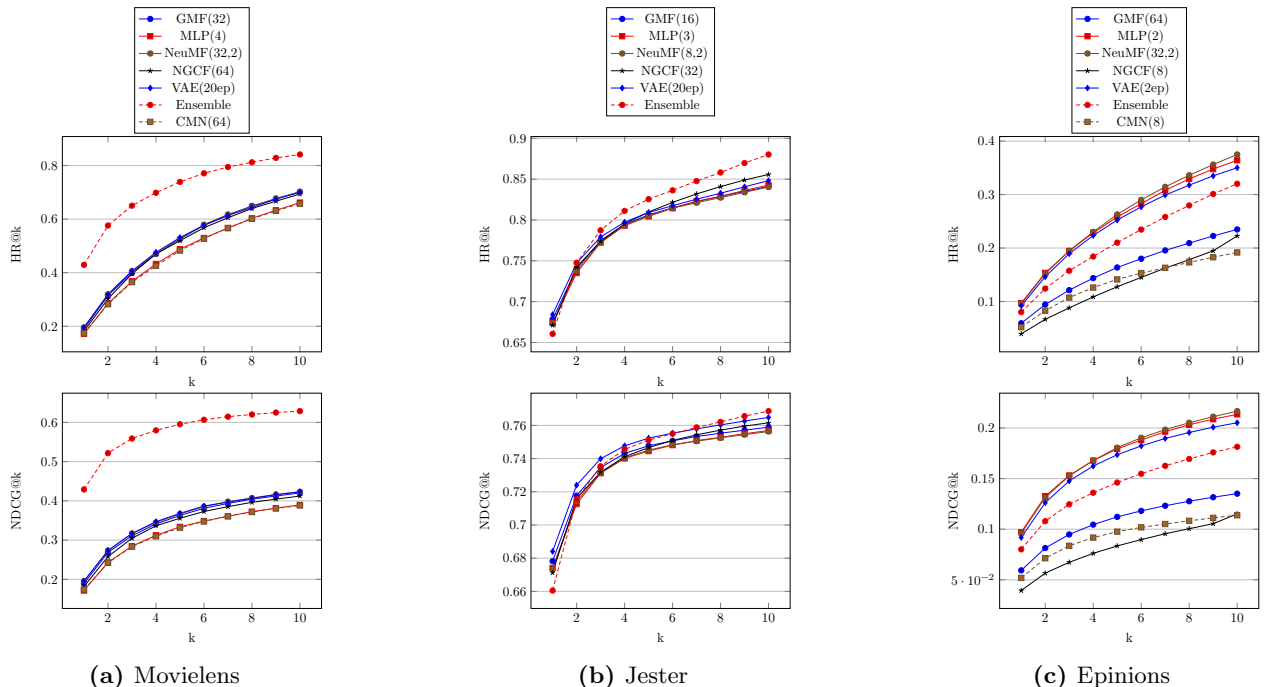 GMF(32)
MLP(4)
NeuMF(32,2)
NGCF(64)
VAE(20ep)
Ensemble
CMN(64)
GMF(16)
MLP(3)
NeuMF(8,2)
NGCF(32)
VAE(20ep)
Ensemble
GMF(64)
MLP(2)
NeuMF(32,2)
NGCF(8)
VAE(2ep)
Ensemble
CMN(8)
HR@k
0.8
0.6
0.4
0.2
2 4 6 8 10
k
HR@k
0.9
0.85
0.8
0.75
0.7
0.65
2 4 6 8 10
k
HR@k
0.4
0.3
0.2
0.1
2 4 6 8 10
k
NDCG@k
0.6
0.5
0.4
0.3
0.2
2 4 6 8 10
k
NDCG@k
0.76
0.74
0.72
0.7
0.68
0.66
2 4 6 8 10
k
NDCG@k
0.2
0.15
0.1
5 · 10−2
2 4 6 8 10
k
(a) Movielens
(b) Jester
(c) Epinions